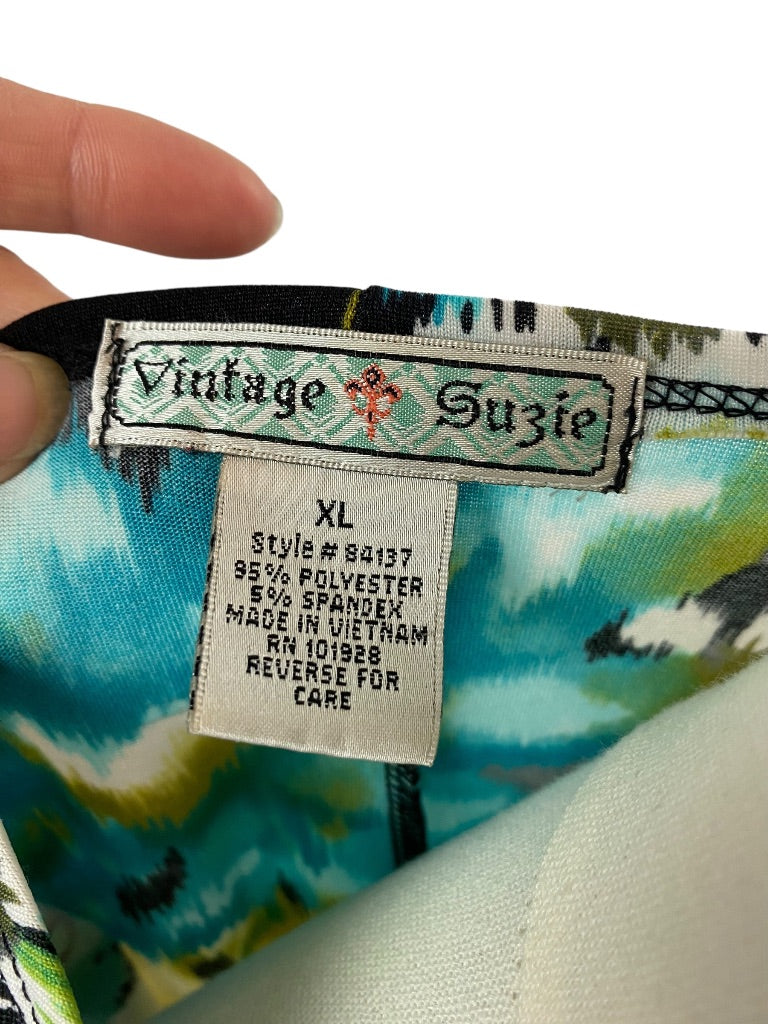 Vintage Suzie
XL
Style # 84137
95% POLYESTER
5% SPANDEX
MADE IN VIETNAM
RN 101928
REVERSE FOR
CARE